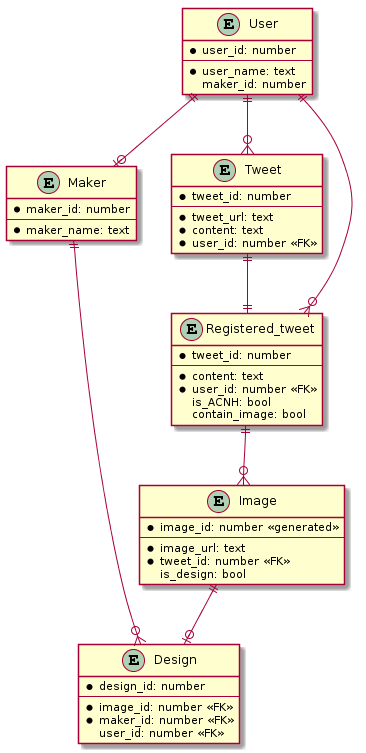 E User
user_id: number
user_name: text
maker_id: number
E Maker
maker_id: number
maker_name: text
E Tweet
tweet_id: number
tweet_url: text
content: text
user_id: number «FK»
E Registered_tweet
tweet_id: number
content: text
user_id: number «FK»
is_ACNH: bool
contain_image: bool
E Image
image_id: number «generated»
image_url: text
tweet_id: number «FK»
is_design: bool
E Design
design_id: number
image_id: number «FK»
maker_id: number «FK»
user_id: number «FK»